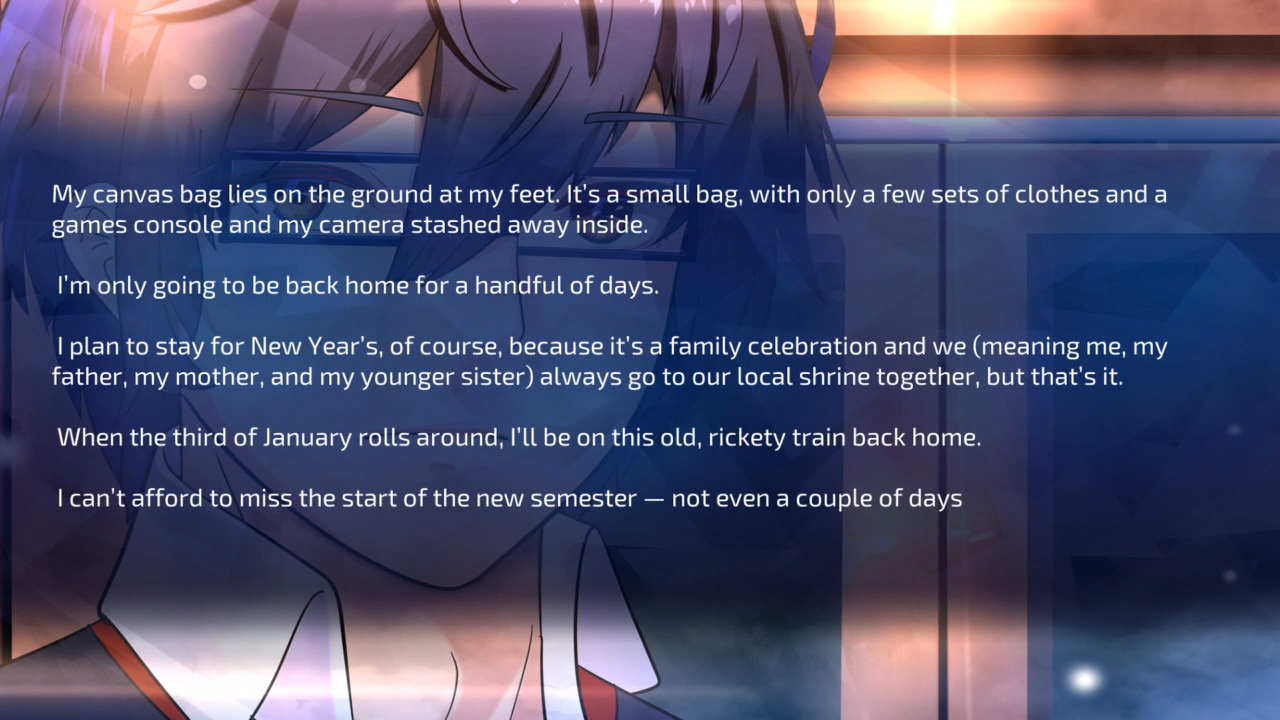 My canvas bag lies on the ground at my feet. It's a small bag, with only a few sets of clothes and a
games console and my camera stashed away inside.
I'm only going to be back home for a handful of days.
I plan to stay for New Year's, of course, because it's a family celebration and we (meaning me, my
father, my mother, and my younger sister) always go to our local shrine together, but that's it.
When the third of January rolls around, I'll be on this old, rickety train back home.
I can't afford to miss the start of the new semester — not even a couple of days